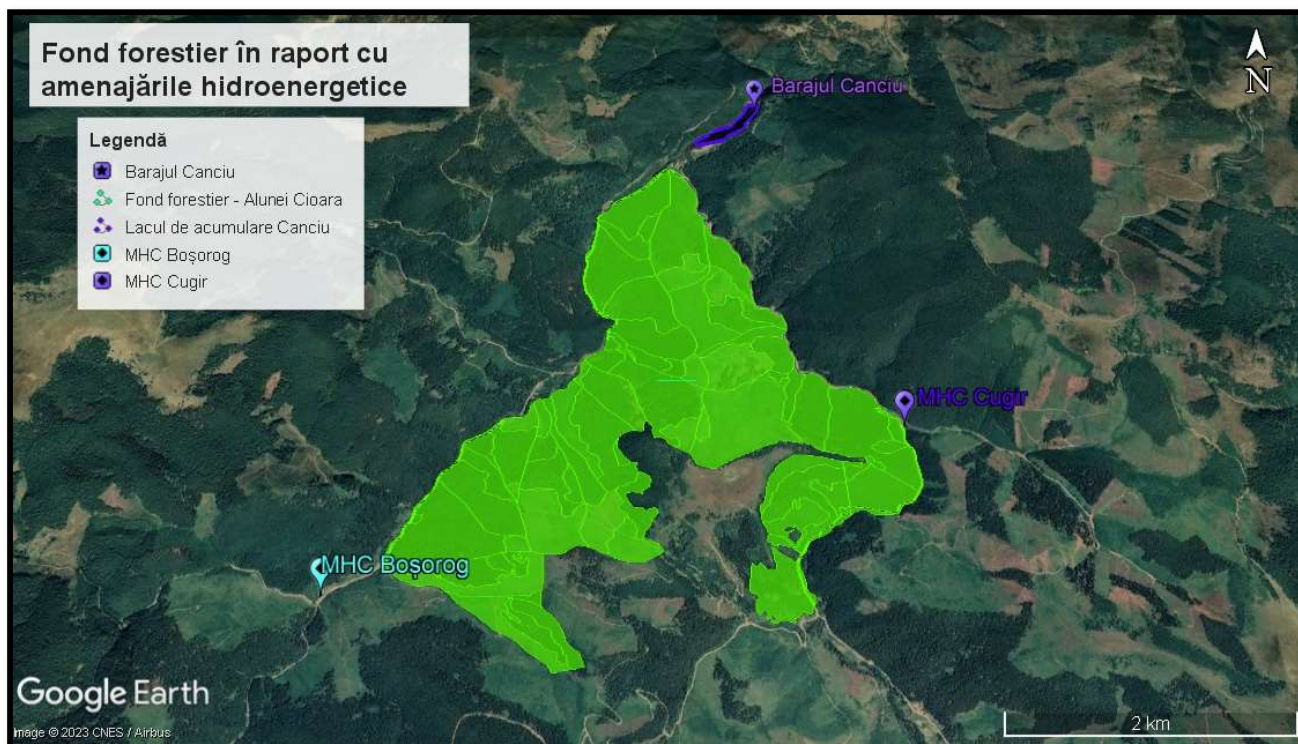 Fond forestier în raport cu
amenajările hidroenergetice
N
Barajul Canciu
Legendă
Barajul Canciu
Fond forestier - Alunei Cioara
Lacul de acumulare Canciu
MHC Boșorog
MHC Cugir
MHC Cugir
MHC Boșorog
Google Earth
Image © 2023 CNES / Airbus
2 km